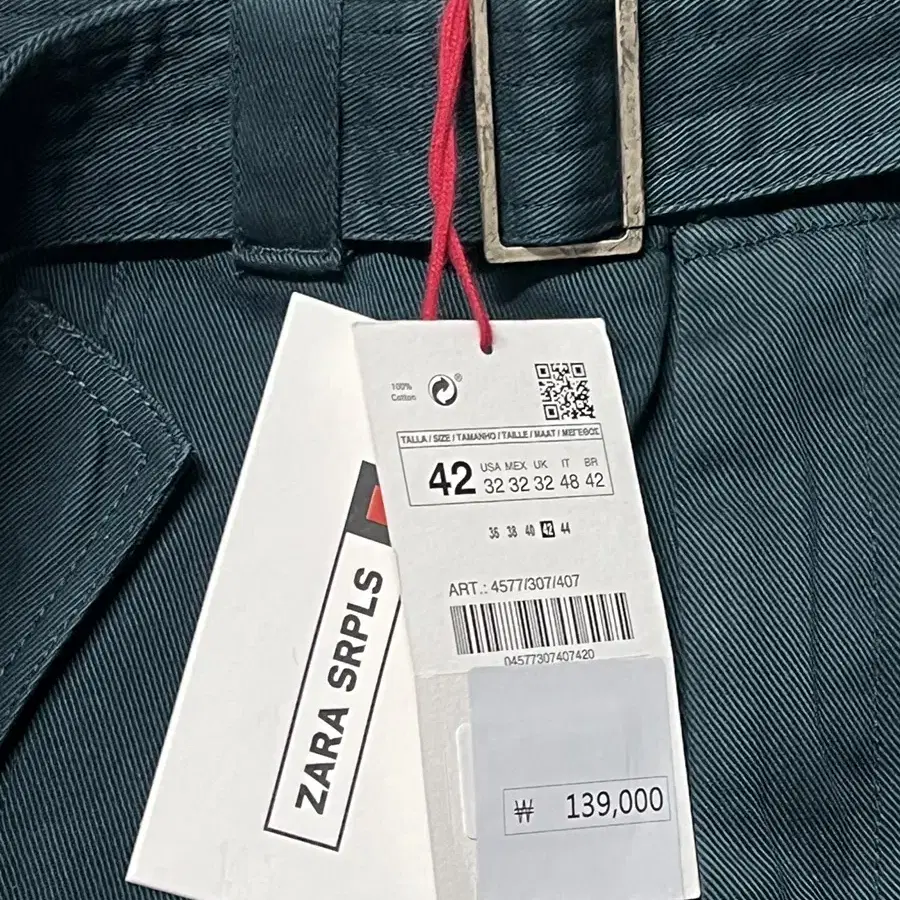 100%
Cotton
®
TALLA / SIZE / TAMANHO / TAILLE / MAAT / ΜΕΓΕΘΟΣ
42
USA MEX UK IT BR
32 32 32 48 42
36 38 40 42 44
ART.: 4577/307/407
04577307407420
₩ 139,000
ZARA SRPLS